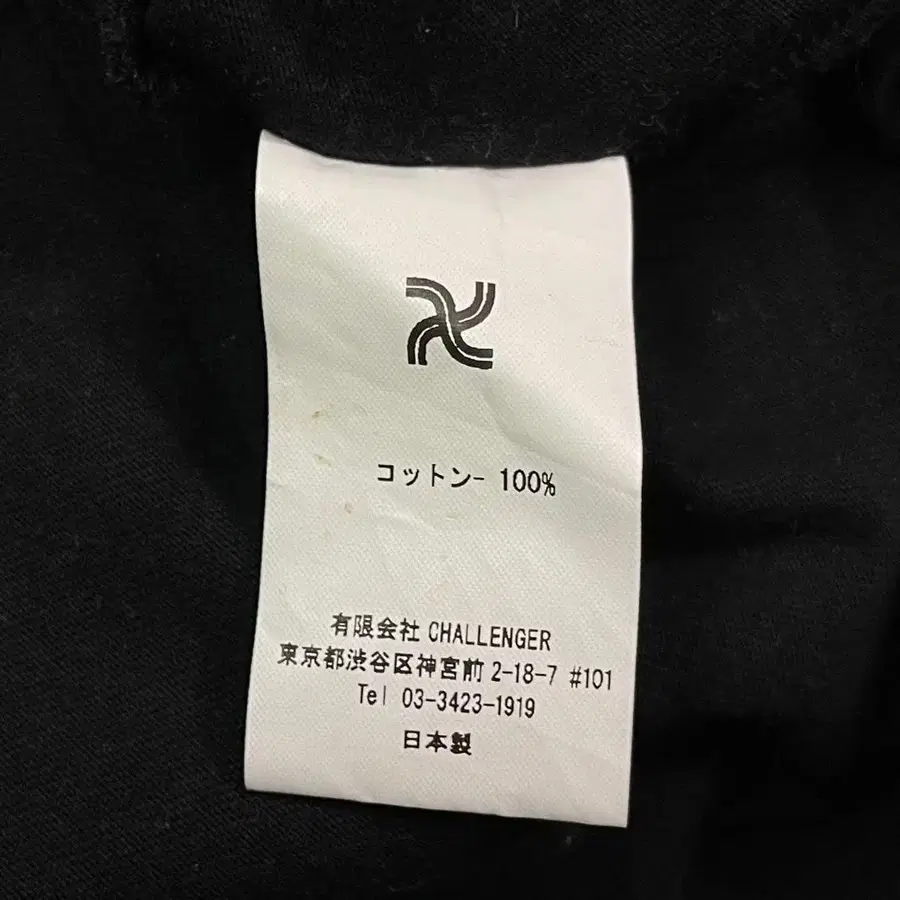 コットン- 100%
有限会社 CHALLENGER
東京都渋谷区神宮前 2-18-7 #101
Tel 03-3423-1919
日本製